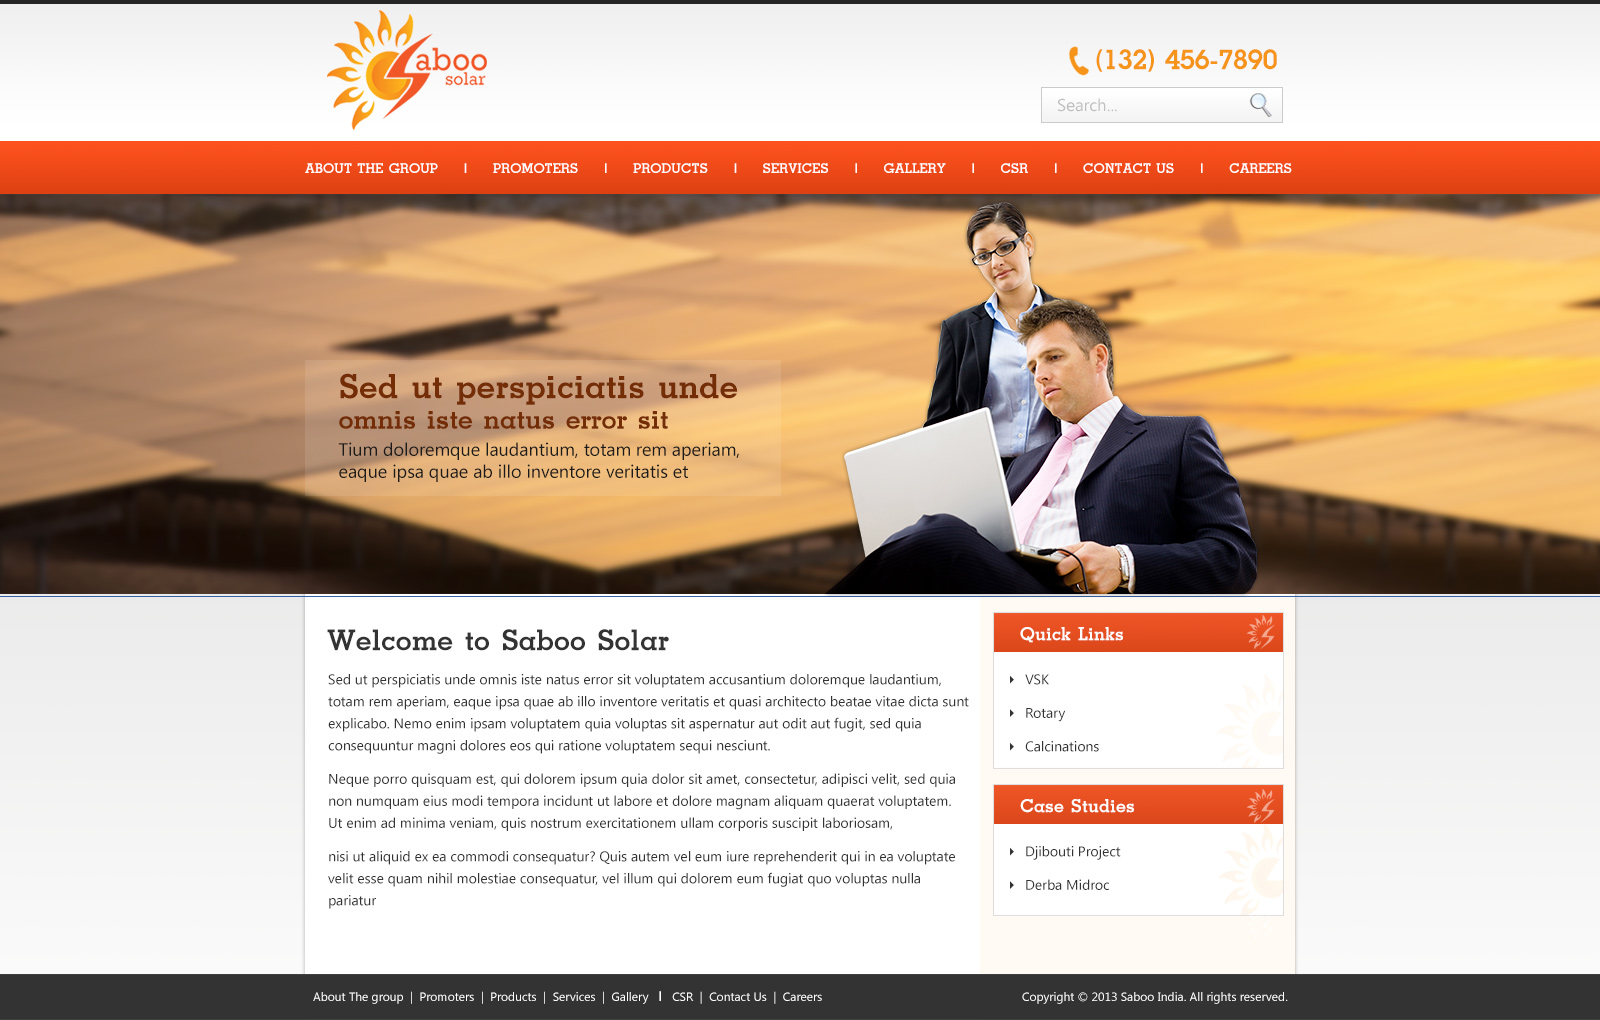 aboo
solar
(132) 456-7890
Search...
ABOUT THE GROUP | PROMOTERS | PRODUCTS | SERVICES | GALLERY | CSR | CONTACT US | CAREERS
Sed ut perspiciatis unde
omnis iste natus error sit
Tium doloremque laudantium, totam rem aperiam,
eaque ipsa quae ab illo inventore veritatis et
Welcome to Saboo Solar
Sed ut perspiciatis unde omnis iste natus error sit voluptatem accusantium doloremque laudantium,
totam rem aperiam, eaque ipsa quae ab illo inventore veritatis et quasi architecto beatae vitae dicta sunt
explicabo. Nemo enim ipsam voluptatem quia voluptas sit aspernatur aut odit aut fugit, sed quia
consequuntur magni dolores eos qui ratione voluptatem sequi nesciunt.
Neque porro quisquam est, qui dolorem ipsum quia dolor sit amet, consectetur, adipisci velit, sed quia
non numquam eius modi tempora incidunt ut labore et dolore magnam aliquam quaerat voluptatem.
Ut enim ad minima veniam, quis nostrum exercitationem ullam corporis suscipit laboriosam,
nisi ut aliquid ex ea commodi consequatur? Quis autem vel eum iure reprehenderit qui in ea voluptate
velit esse quam nihil molestiae consequatur, vel illum qui dolorem eum fugiat quo voluptas nulla
pariatur
Quick Links
VSK
Rotary
Calcinations
Case Studies
Djibouti Project
Derba Midroc
About The group | Promoters | Products | Services | Gallery | CSR | Contact Us | Careers
Copyright © 2013 Saboo India. All rights reserved.